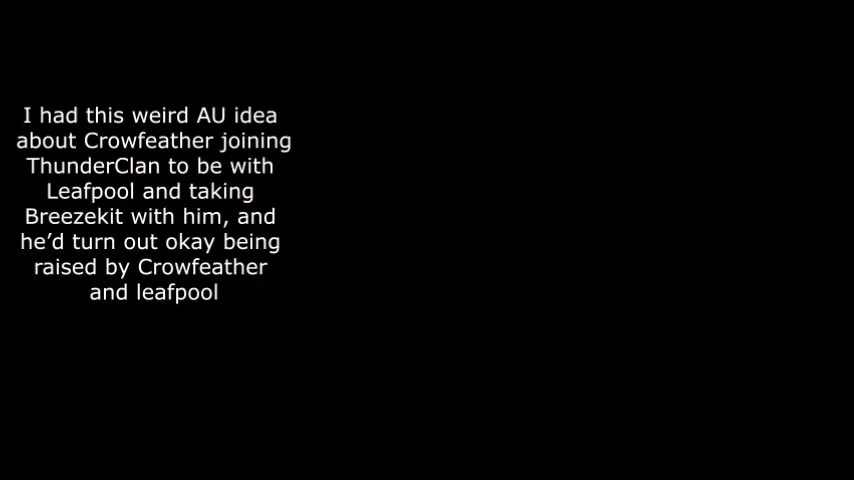 I had this weird AU idea
about Crowfeather joining
ThunderClan to be with
Leafpool and taking
Breezekit with him, and
he’d turn out okay being
raised by Crowfeather
and leafpool